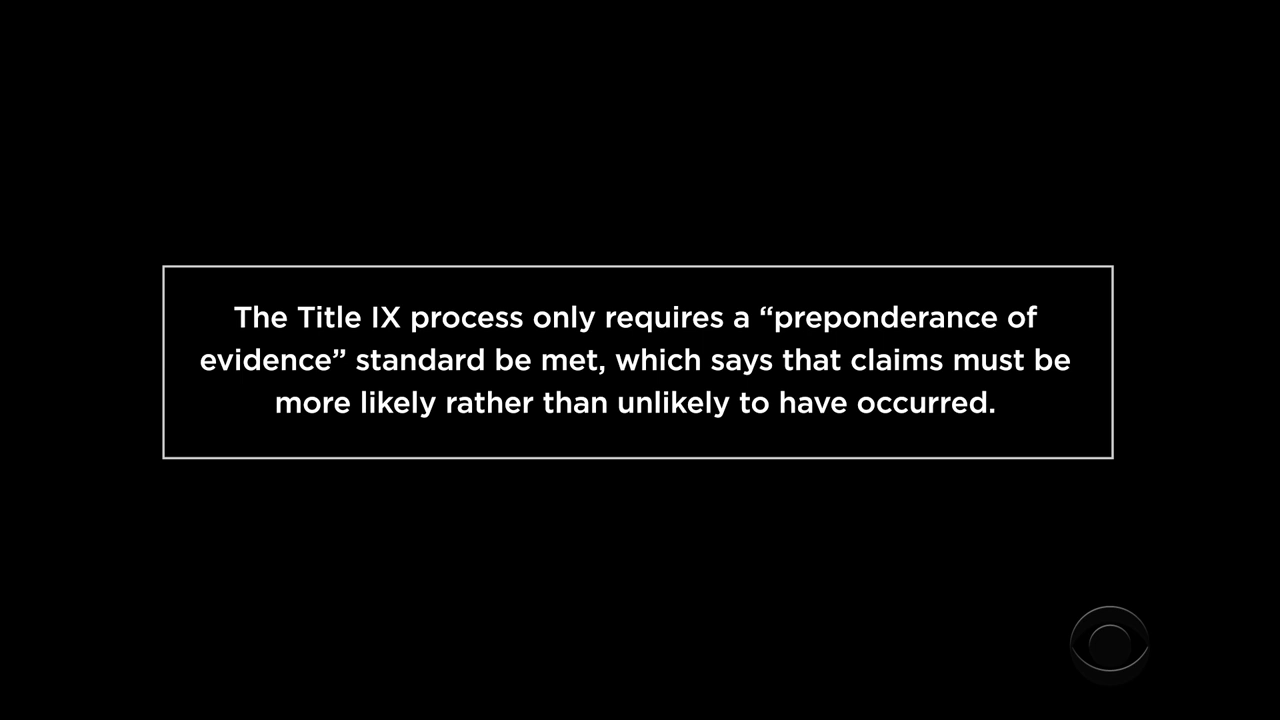 The Title IX process only requires a “preponderance of
evidence” standard be met, which says that claims must be
more likely rather than unlikely to have occurred.